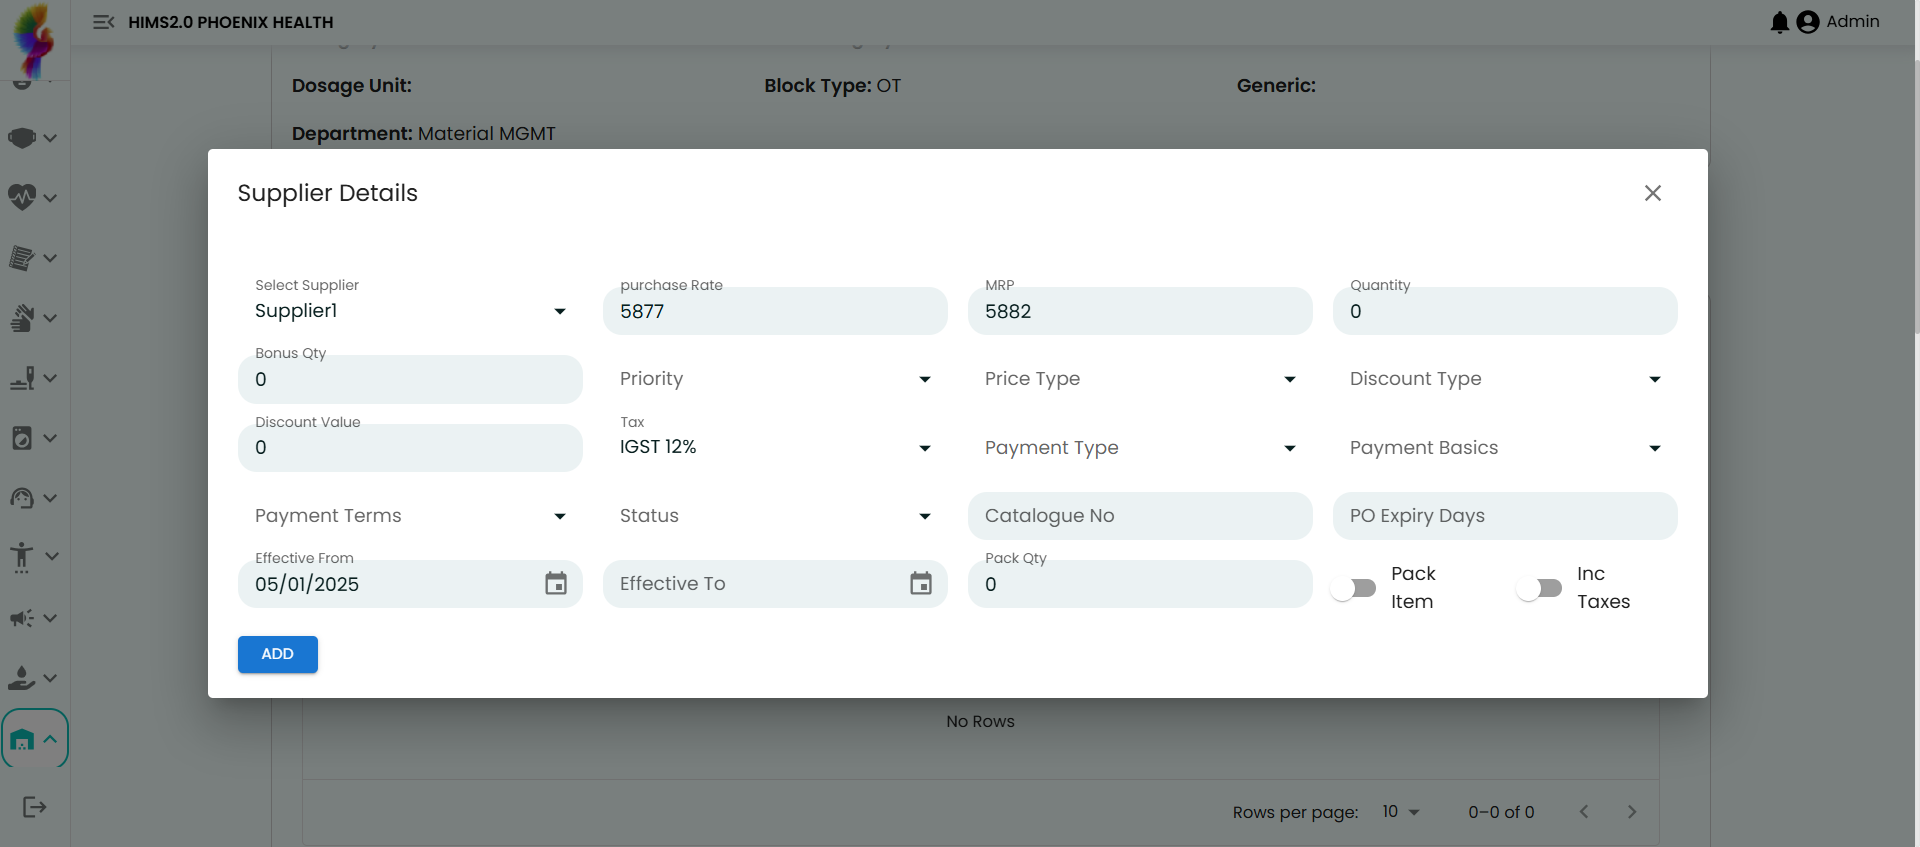 HIMS2.0 PHOENIX HEALTH
Admin
Dosage Unit:
Block Type: OT
Generic:
Department: Material MGMT
Supplier Details
Select Supplier
Supplier1
purchase Rate
5877
MRP
5882
Quantity
0
Bonus Qty
0
Priority
Price Type
Discount Type
Discount Value
0
Tax
IGST 12%
Payment Type
Payment Basics
Payment Terms
Status
Catalogue No
PO Expiry Days
Effective From
05/01/2025
Effective To
Pack Qty
0
Pack
Item
Inc
Taxes
ADD
No Rows
Rows per page: 10 0–0 of 0